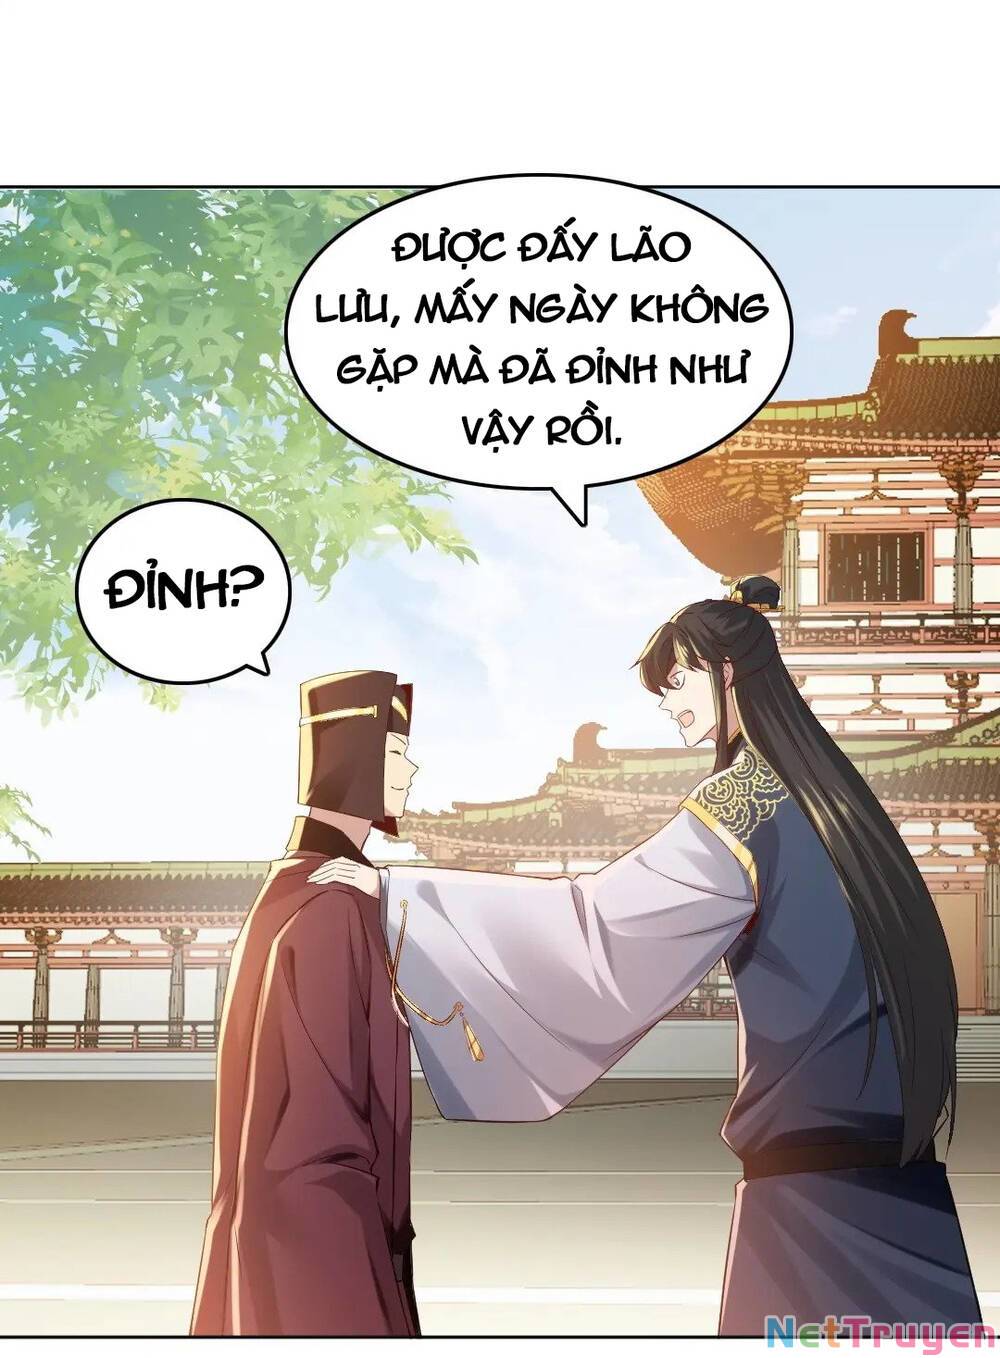 ĐƯỢC ĐẤY LÃO
LƯU, MẤY NGÀY KHÔNG
GẶP MÀ ĐÃ ĐỈNH NHƯ
VẬY RỒI.
ĐỈNH?
NetTruyen